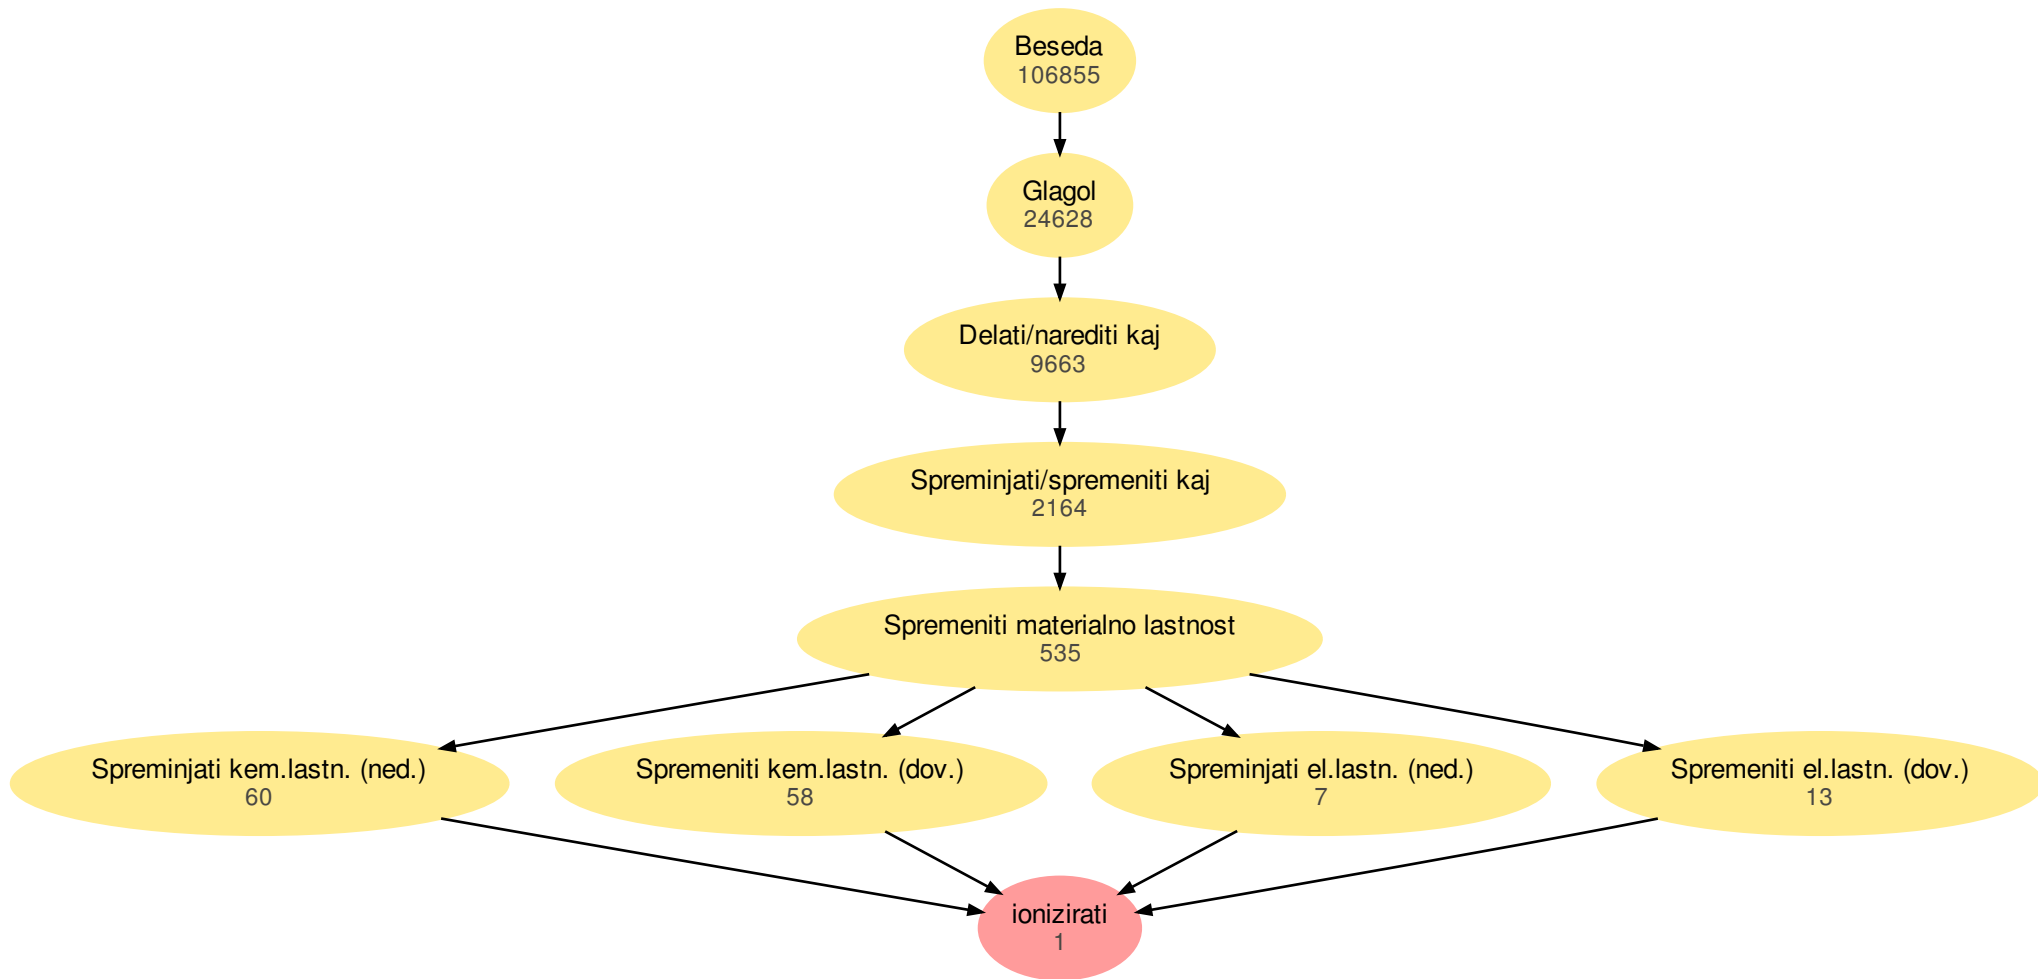 Beseda
106855
Glagol
24628
Delati/narediti kaj
9663
Spreminjati/spremeniti kaj
2164
Spremeniti materialno lastnost
535
Spreminjati kem.lastn. (ned.)
60
Spremeniti kem.lastn. (dov.)
58
Spreminjati el.lastn. (ned.)
7
Spremeniti el.lastn. (dov.)
13
ionizirati
1